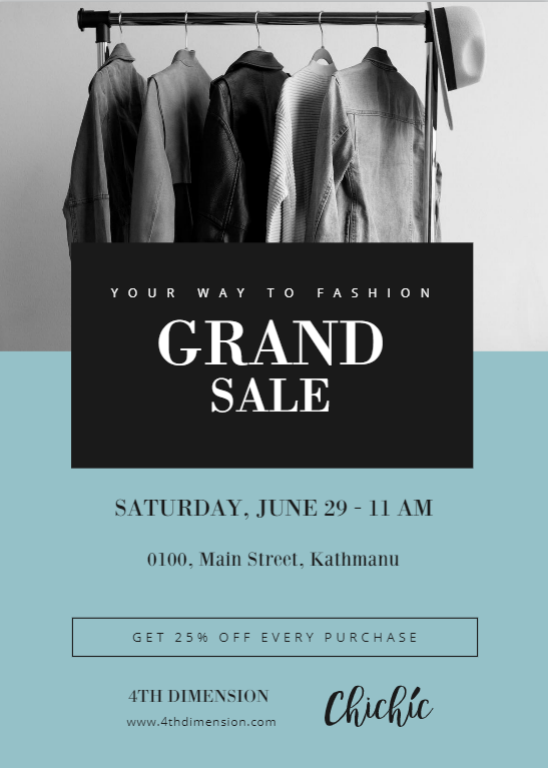 YOUR WAY TO FASHION
GRAND
SALE
SATURDAY, JUNE 29 - 11 AM
0100, Main Street, Kathmanu
GET 25% OFF EVERY PURCHASE
4TH DIMENSION
www.4thdimension.com
Chichic